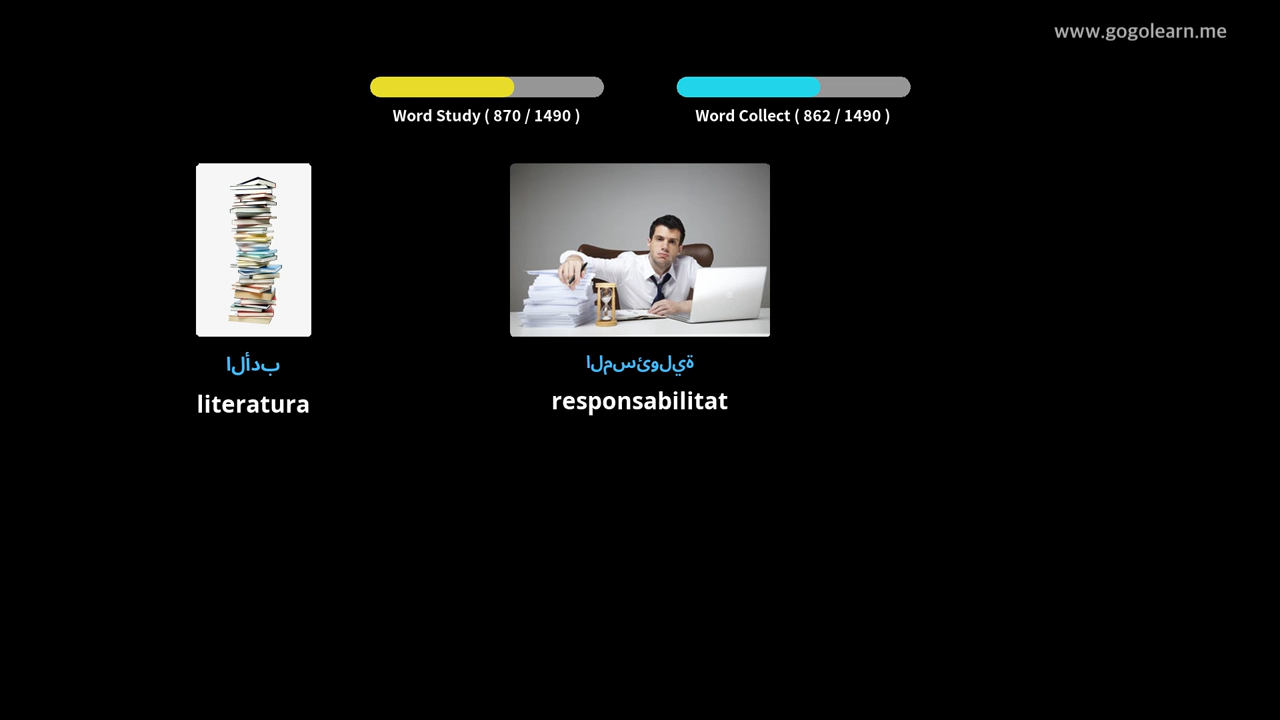 www.gogolearn.me
Word Study ( 870 / 1490 )
Word Collect ( 862 / 1490 )
الأدب
literatura
المسئولية
responsabilitat